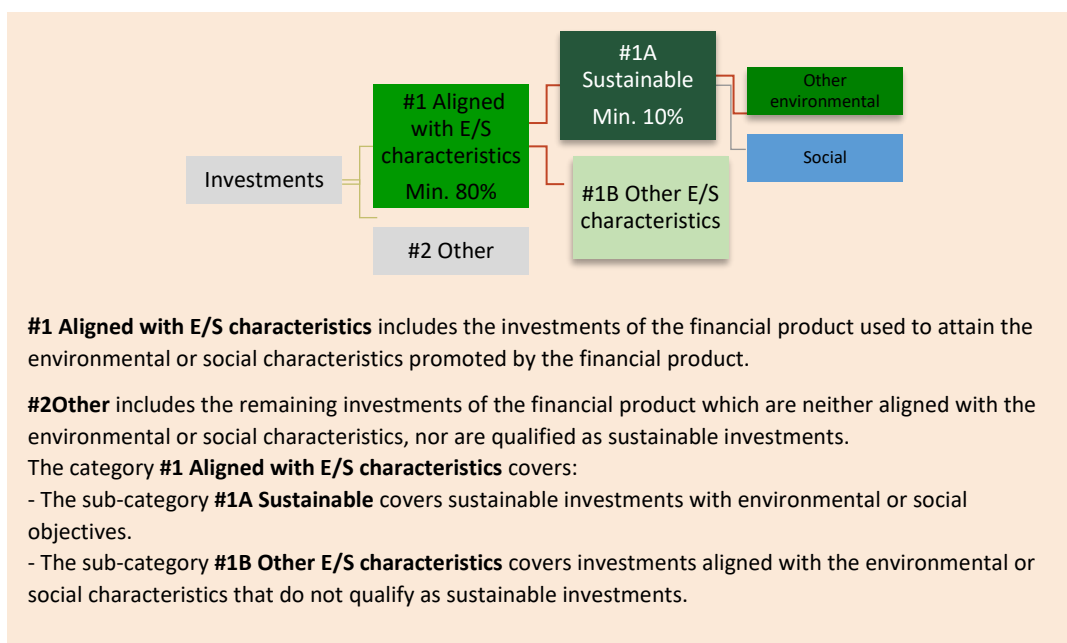 Investments
#1 Aligned
with E/S
characteristics
Min. 80%
#2 Other
#1A
Sustainable
Min. 10%
#1B Other E/S
characteristics
Other
environmental
Social
#1 Aligned with E/S characteristics includes the investments of the financial product used to attain the
environmental or social characteristics promoted by the financial product.
#2Other includes the remaining investments of the financial product which are neither aligned with the
environmental or social characteristics, nor are qualified as sustainable investments.
The category #1 Aligned with E/S characteristics covers:
- The sub-category #1A Sustainable covers sustainable investments with environmental or social
objectives.
- The sub-category #1B Other E/S characteristics covers investments aligned with the environmental or
social characteristics that do not qualify as sustainable investments.